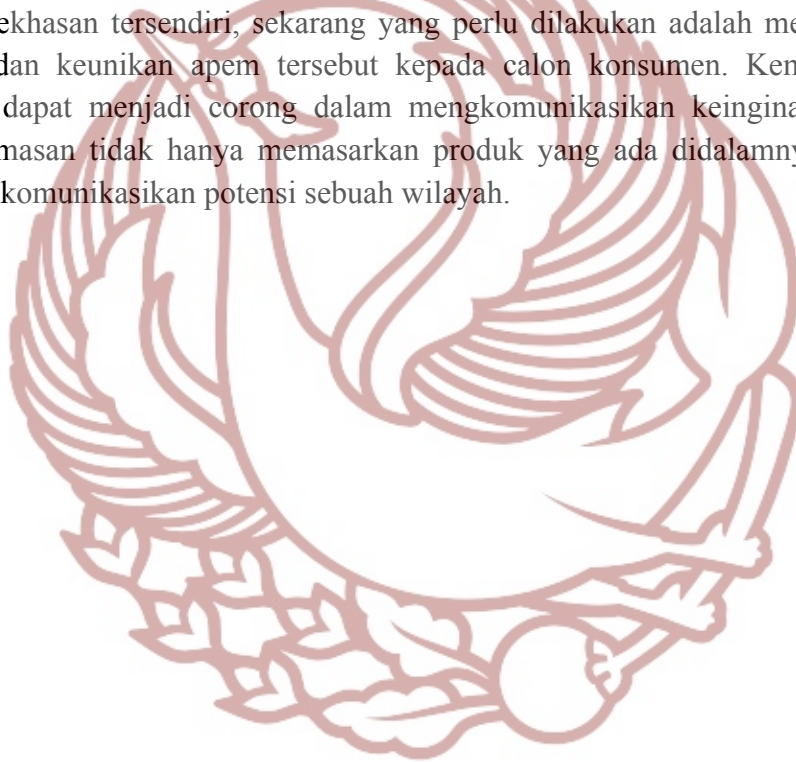 ekhasan tersendiri, sekarang yang perlu dilakukan adalah me
dan keunikan apem tersebut kepada calon konsumen. Kem
dapat menjadi corong dalam mengkomunikasikan keingina
masan tidak hanya memasarkan produk yang ada didalamny
komunikasikan potensi sebuah wilayah.